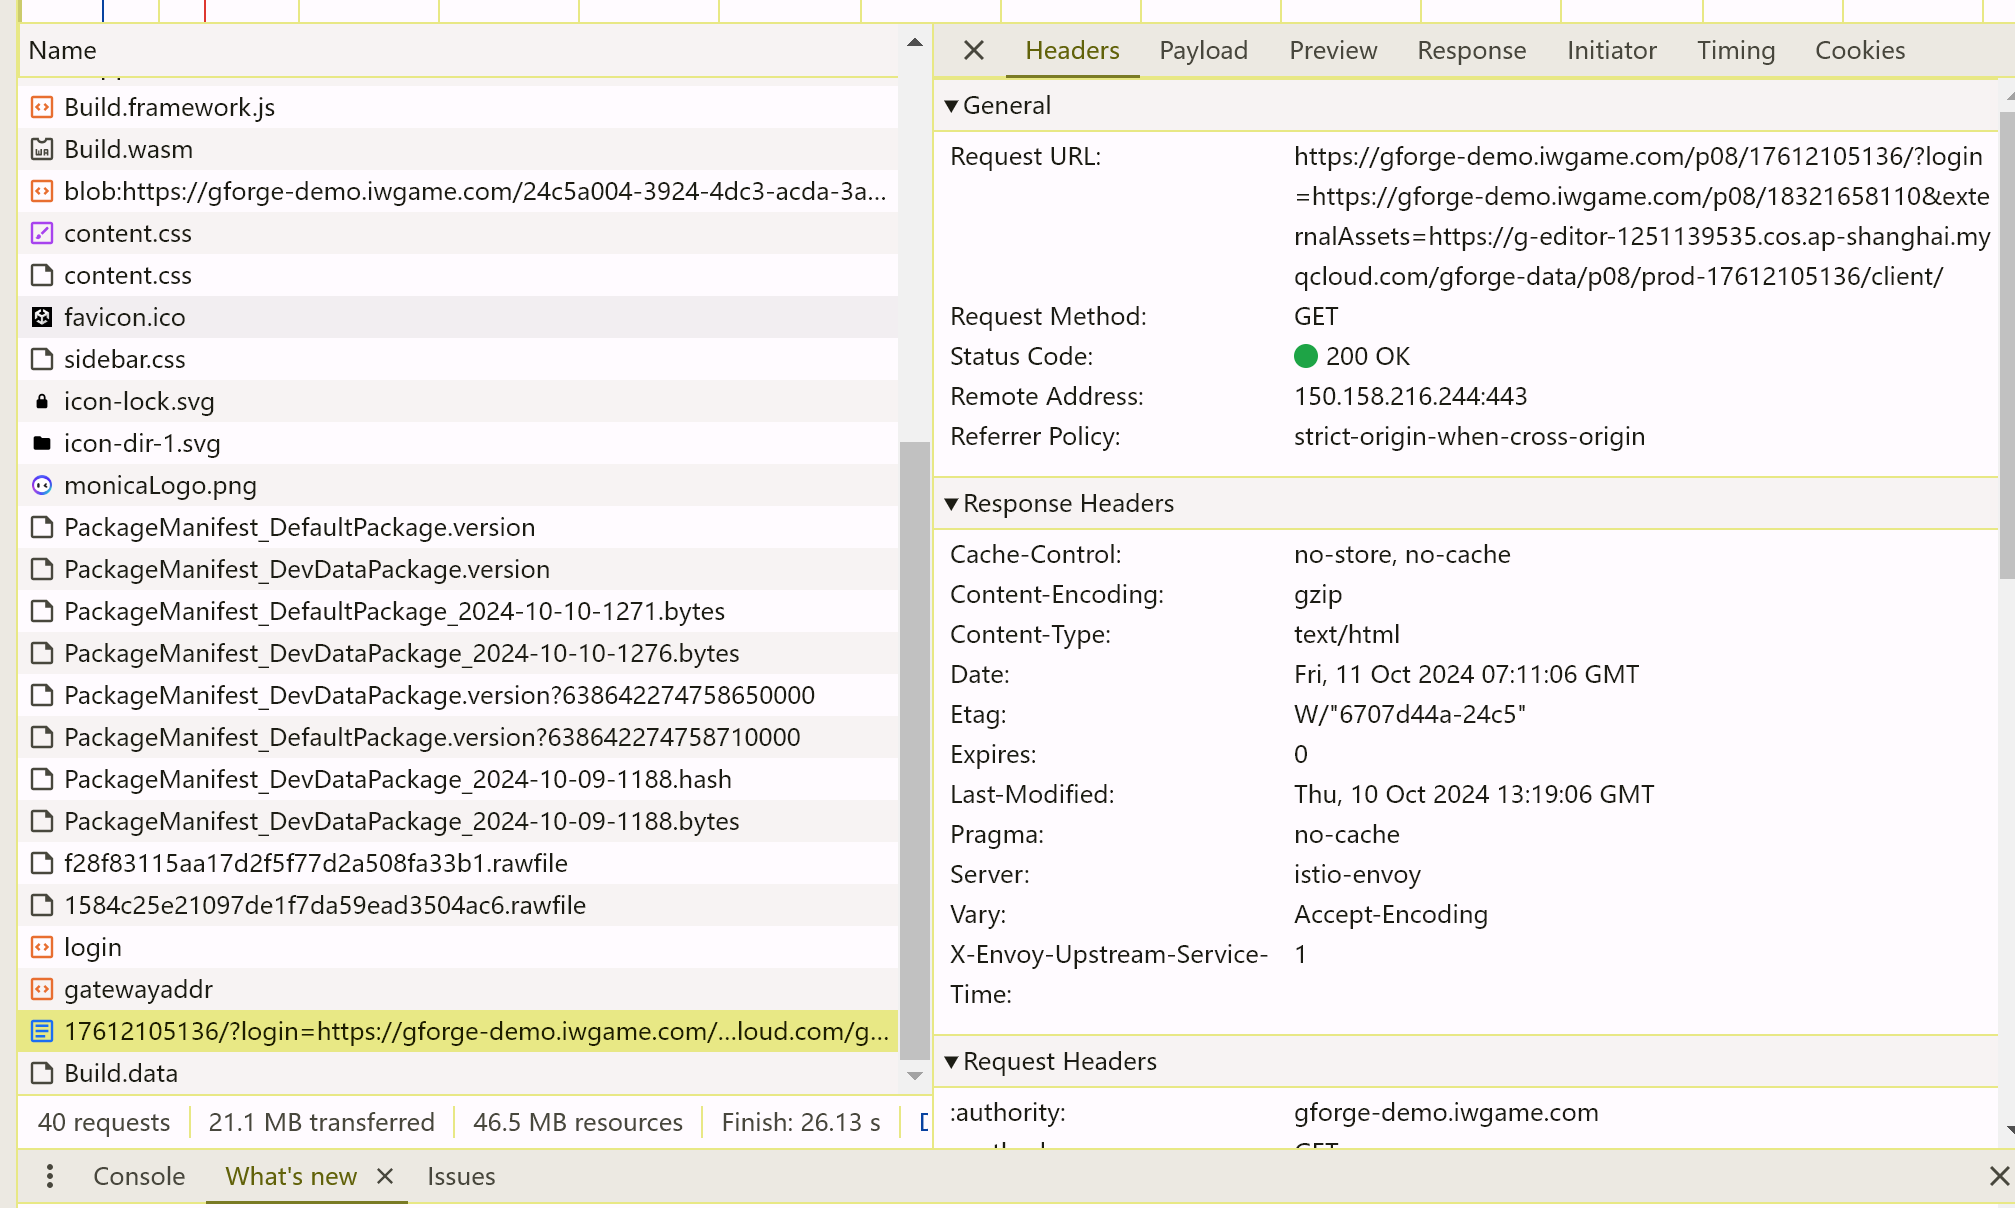 Name
Build.framework.js
Build.wasm
blob:https://gforge-demo.iwgame.com/24c5a004-3924-4dc3-acda-3a...
content.css
content.css
favicon.ico
sidebar.css
icon-lock.svg
icon-dir-1.svg
monicaLogo.png
PackageManifest_DefaultPackage.version
PackageManifest_DevDataPackage.version
PackageManifest_DefaultPackage_2024-10-10-1271.bytes
PackageManifest_DevDataPackage_2024-10-10-1276.bytes
PackageManifest_DevDataPackage.version?638642274758650000
PackageManifest_DefaultPackage.version?638642274758710000
PackageManifest_DevDataPackage_2024-10-09-1188.hash
PackageManifest_DevDataPackage_2024-10-09-1188.bytes
f28f83115aa17d2f5f77d2a508fa33b1.rawfile
1584c25e21097de1f7da59ead3504ac6.rawfile
login
gatewayaddr
17612105136/?login=https://gforge-demo.iwgame.com/...loud.com/g...
Build.data
40 requests 21.1 MB transferred 46.5 MB resources Finish: 26.13 s
Headers Payload Preview Response Initiator Timing Cookies
General
Request URL: https://gforge-demo.iwgame.com/p08/17612105136/?login
=https://gforge-demo.iwgame.com/p08/18321658110&exte
rnalAssets=https://g-editor-1251139535.cos.ap-shanghai.my
qcloud.com/gforge-data/p08/prod-17612105136/client/
Request Method: GET
Status Code: 200 OK
Remote Address: 150.158.216.244:443
Referrer Policy: strict-origin-when-cross-origin
Response Headers
Cache-Control: no-store, no-cache
Content-Encoding: gzip
Content-Type: text/html
Date: Fri, 11 Oct 2024 07:11:06 GMT
Etag: W/"6707d44a-24c5"
Expires: 0
Last-Modified: Thu, 10 Oct 2024 13:19:06 GMT
Pragma: no-cache
Server: istio-envoy
Vary: Accept-Encoding
X-Envoy-Upstream-Service- 1
Time:
Request Headers
:authority: gforge-demo.iwgame.com
Console What's new Issues